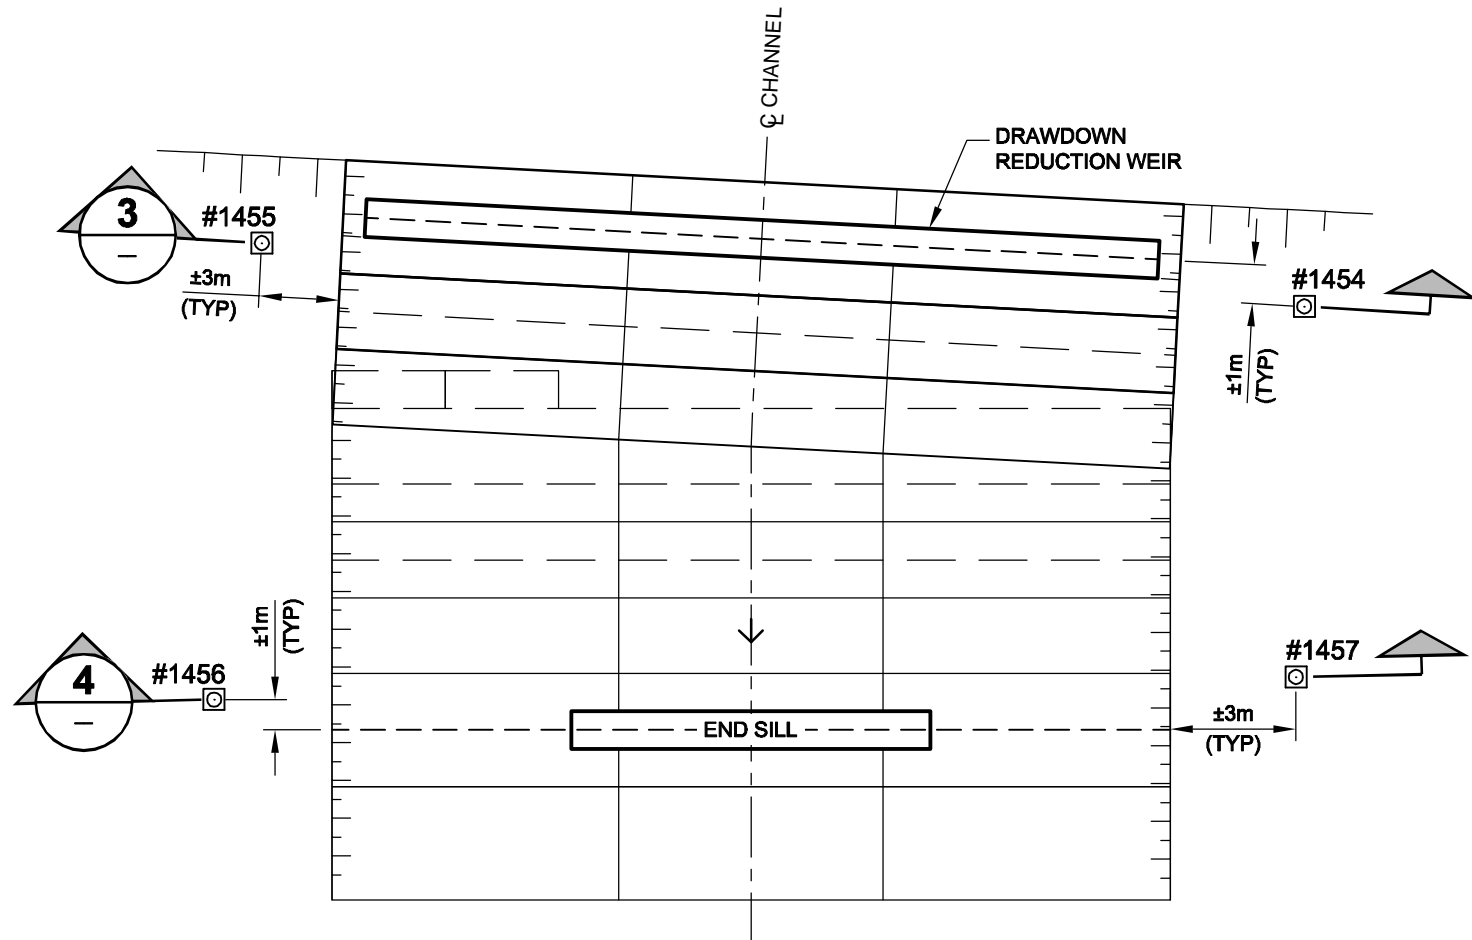 ℄ CHANNEL
DRAWDOWN
REDUCTION WEIR
3
–
#1455
±3m
(TYP)
#1454
±1m
(TYP)
±1m
(TYP)
4
–
#1456
#1457
END SILL
±3m
(TYP)